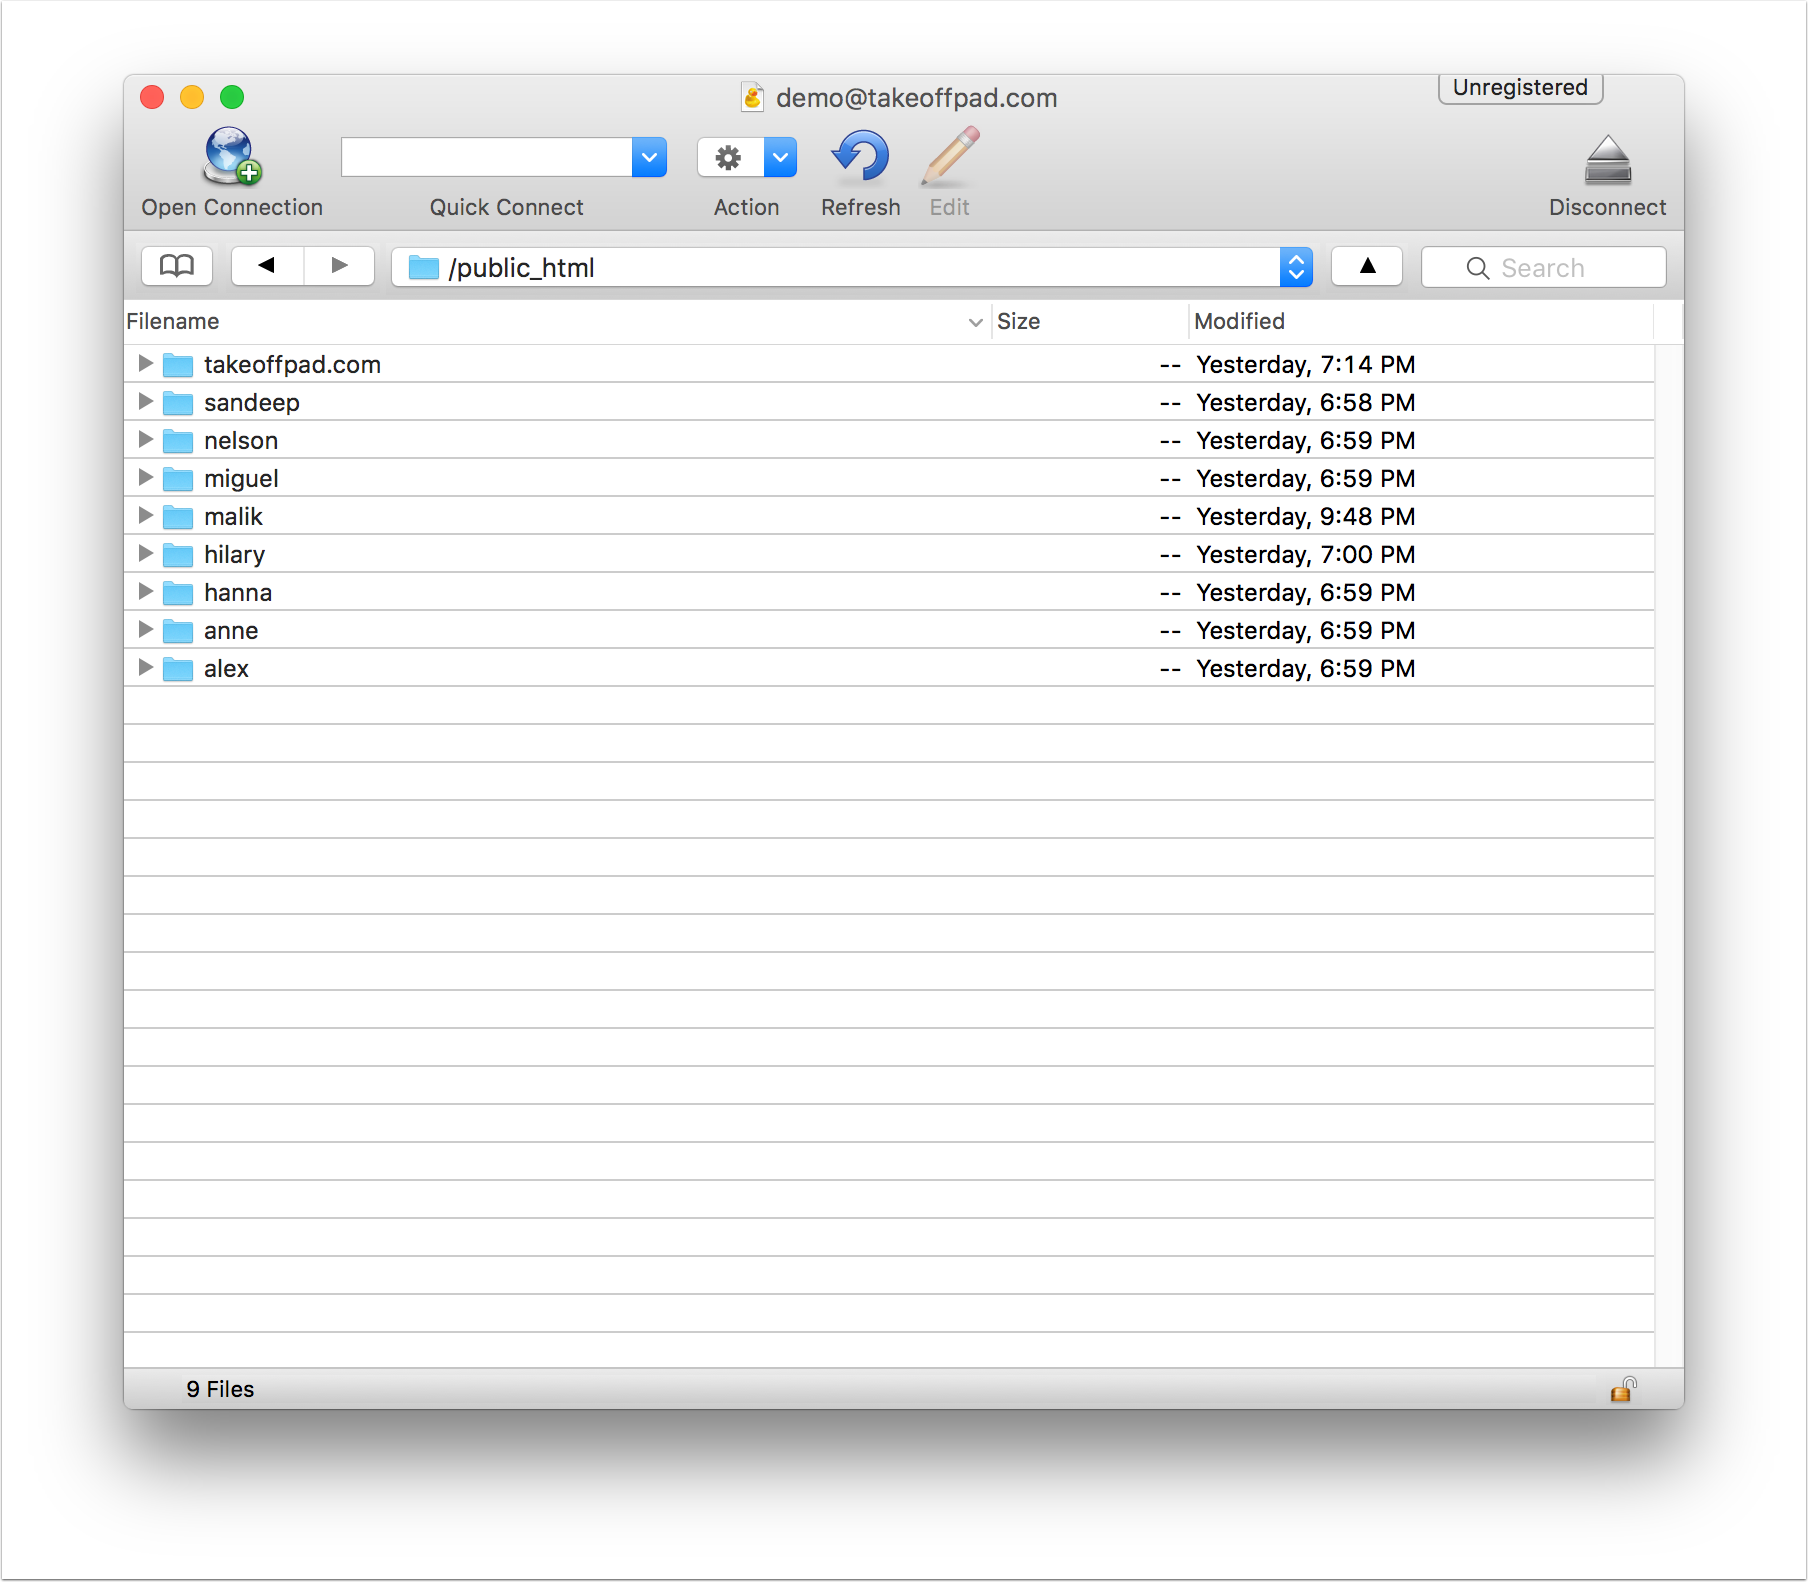 demo@takeoffpad.com
Unregistered
Open Connection
Quick Connect
Action
Refresh
Edit
Disconnect
/public_html
Search
Filename Size Modified
takeoffpad.com -- Yesterday, 7:14 PM
sandeep -- Yesterday, 6:58 PM
nelson -- Yesterday, 6:59 PM
miguel -- Yesterday, 6:59 PM
malik -- Yesterday, 9:48 PM
hilary -- Yesterday, 7:00 PM
hanna -- Yesterday, 6:59 PM
anne -- Yesterday, 6:59 PM
alex -- Yesterday, 6:59 PM
9 Files